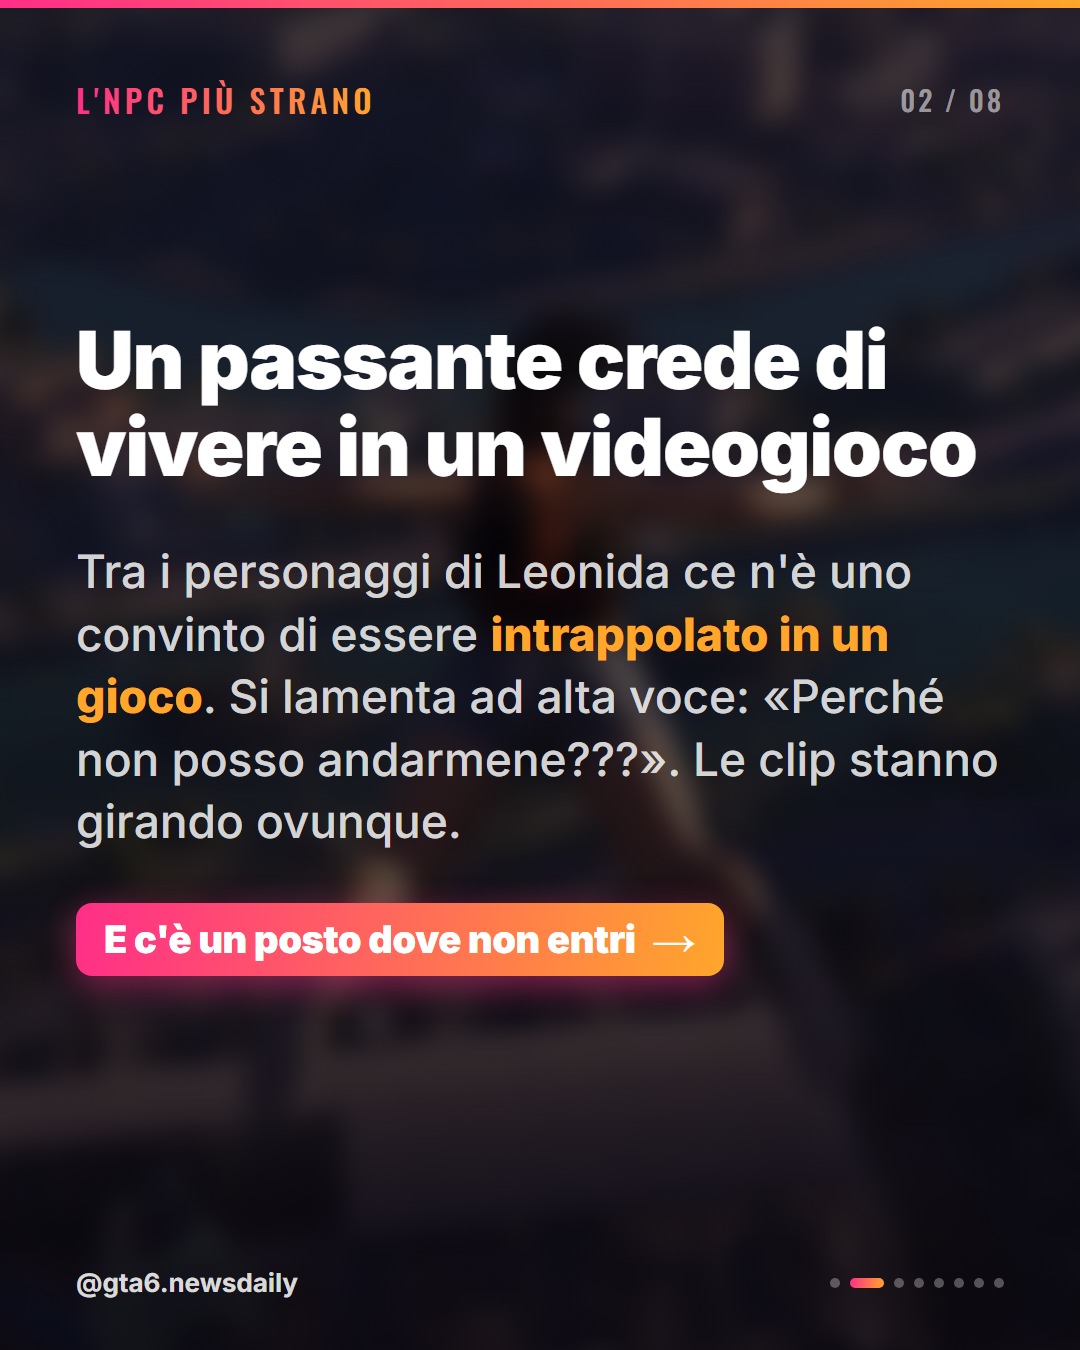 L'NPC PIÙ STRANO
02 / 08
Un passante crede di
vivere in un videogioco
Tra i personaggi di Leonida ce n'è uno
convinto di essere intrappolato in un
gioco. Si lamenta ad alta voce: «Perché
non posso andarmene???». Le clip stanno
girando ovunque.
E c'è un posto dove non entri →
@gta6.newsdaily